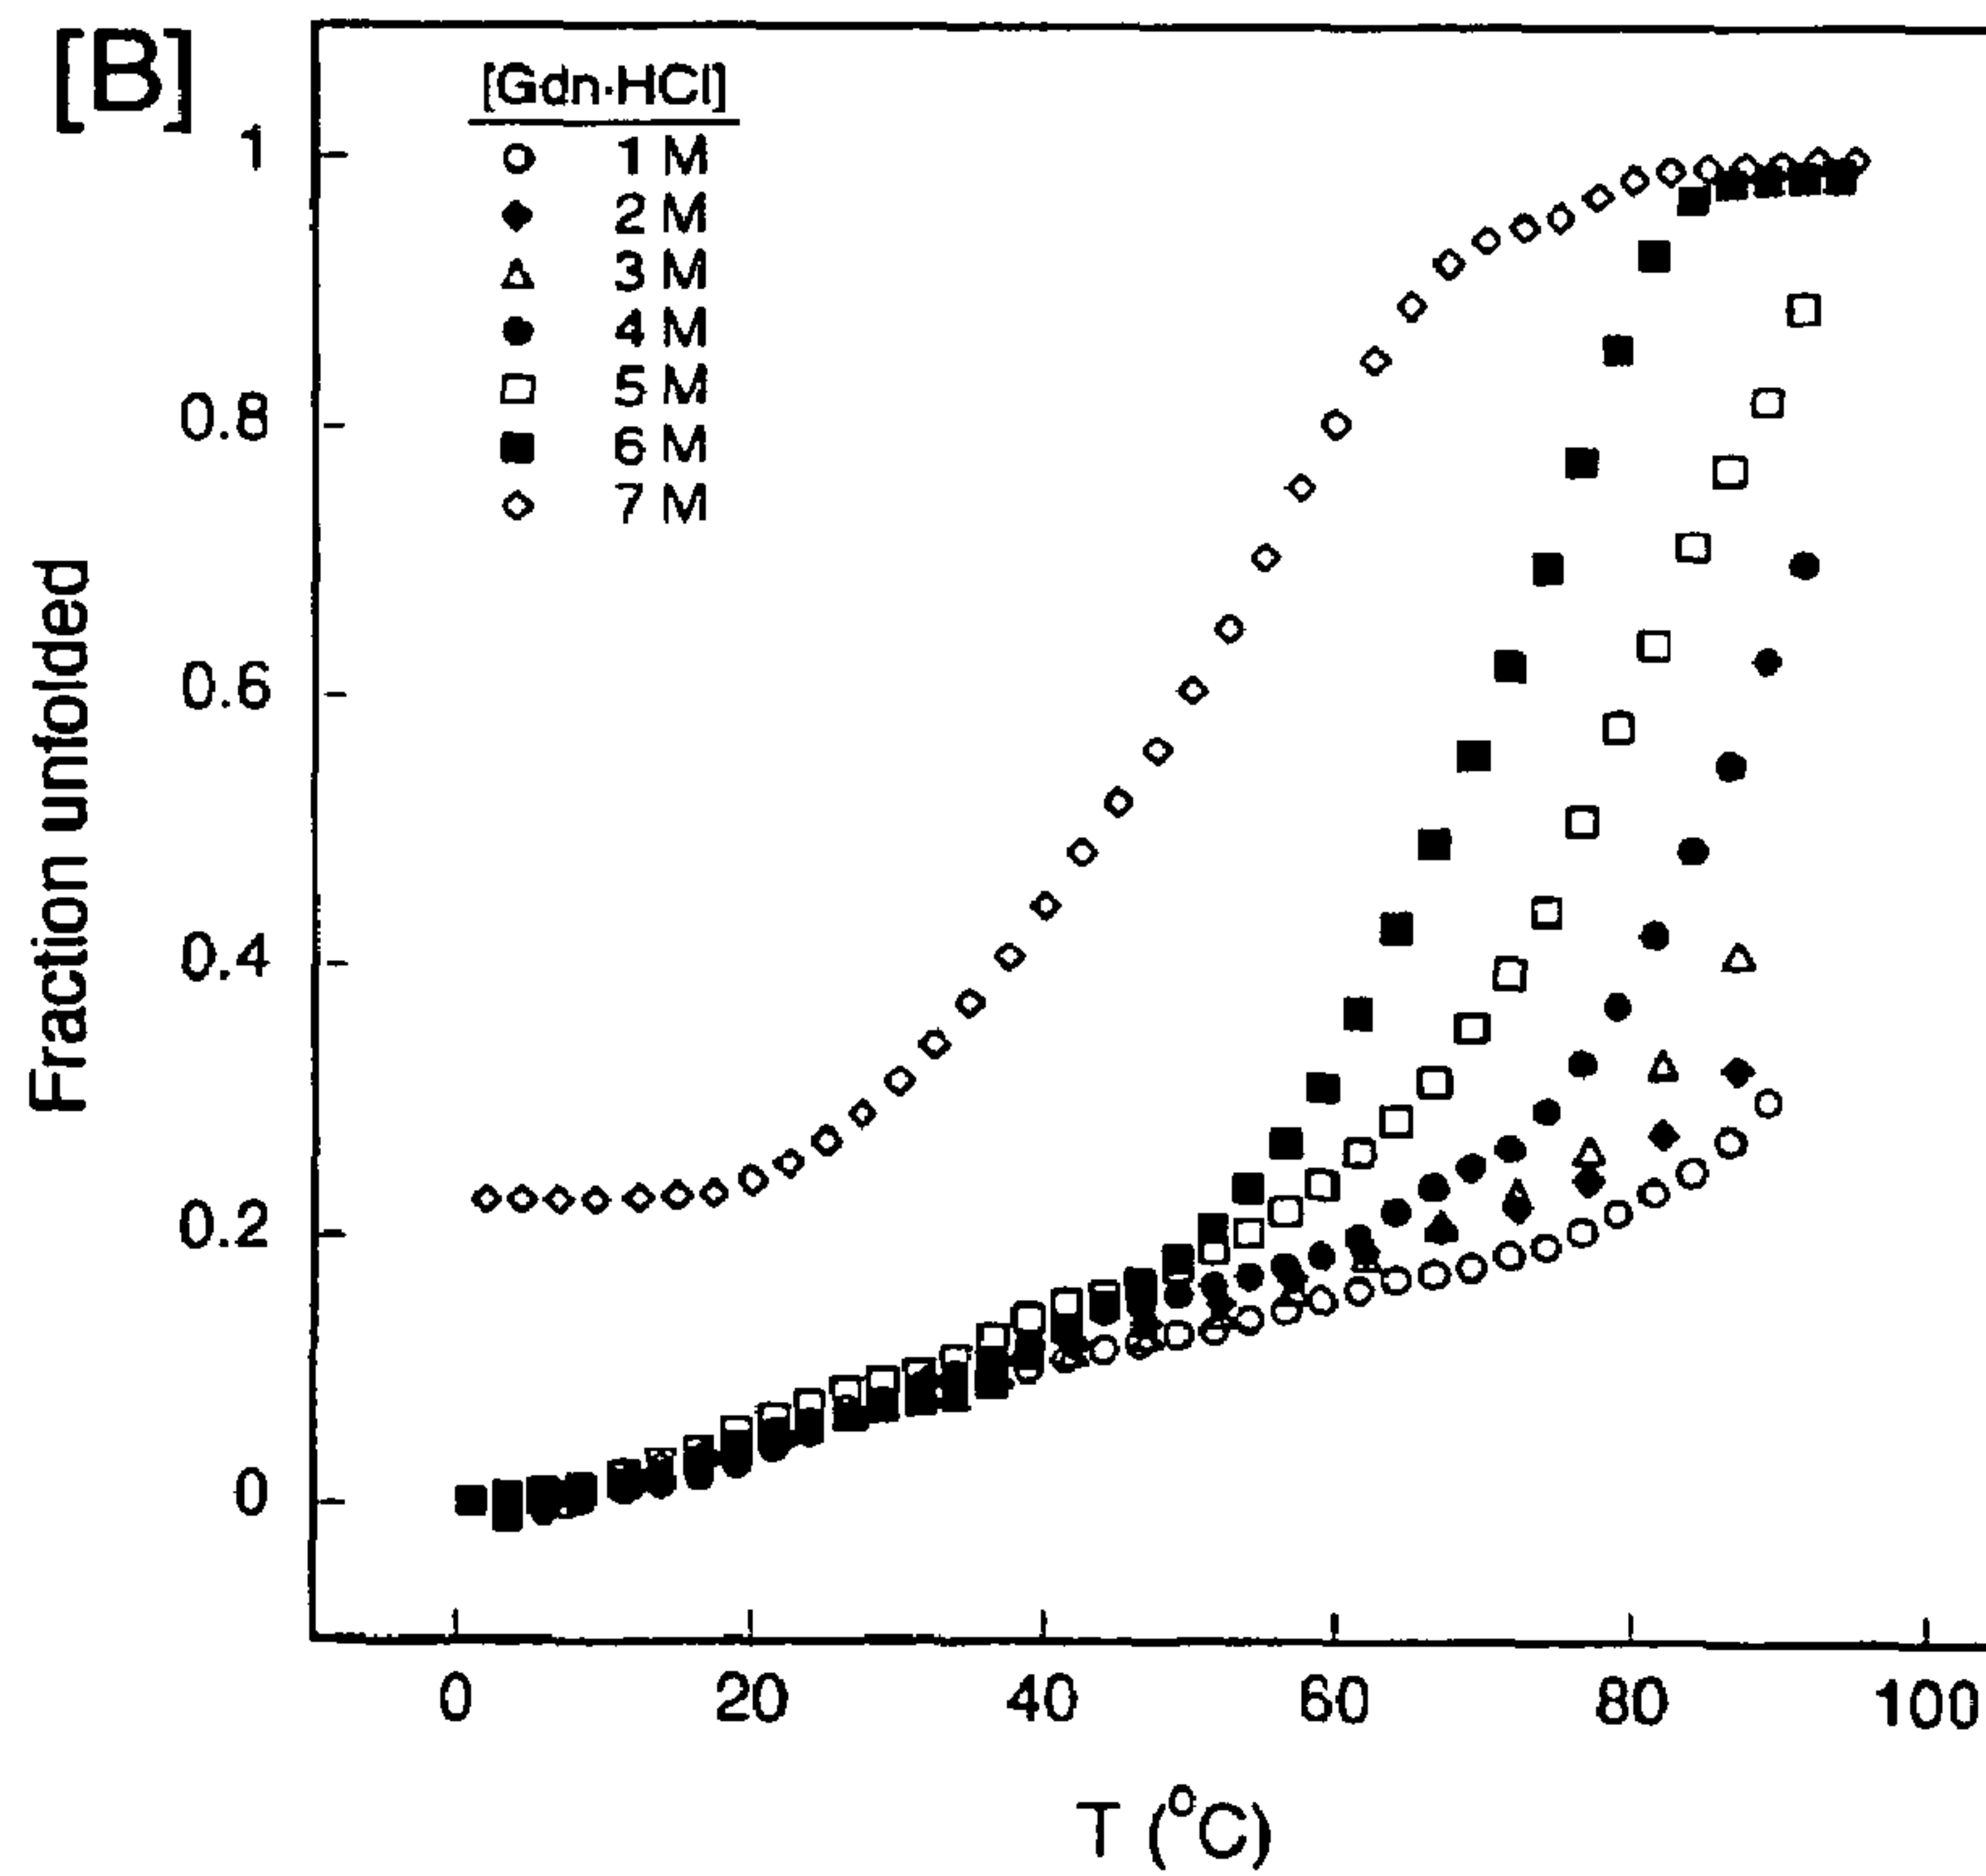 [B]
[Gdn·HCl]
1 M
2 M
3 M
4 M
5 M
6 M
7 M
1
0.8
0.6
0.4
0.2
0
Fraction unfolded
0 20 40 60 80 100
T (°C)